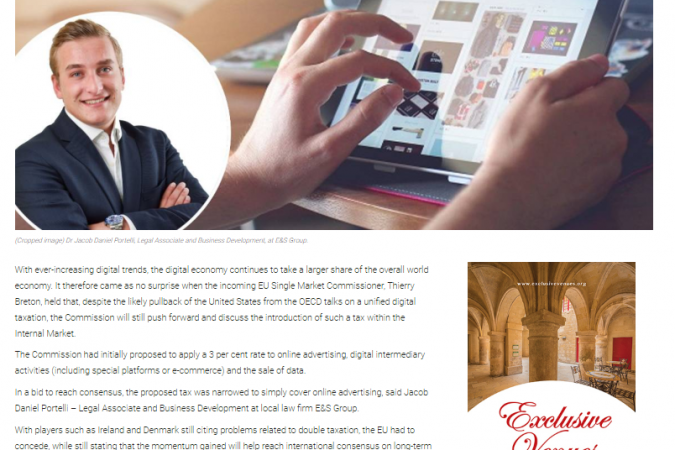 (Cropped image) Dr Jacob Daniel Portelli, Legal Associate and Business Development, at E&S Group.
With ever-increasing digital trends, the digital economy continues to take a larger share of the overall world
economy. It therefore came as no surprise when the incoming EU Single Market Commissioner, Thierry
Breton, held that, despite the likely pullback of the United States from the OECD talks on a unified digital
taxation, the Commission will still push forward and discuss the introduction of such a tax within the
Internal Market.
The Commission had initially proposed to apply a 3 per cent rate to online advertising, digital intermediary
activities (including special platforms or e-commerce) and the sale of data.
In a bid to reach consensus, the proposed tax was narrowed to simply cover online advertising, said Jacob
Daniel Portelli – Legal Associate and Business Development at local law firm E&S Group.
With players such as Ireland and Denmark still citing problems related to double taxation, the EU had to
concede, while still stating that the momentum gained will help reach international consensus on long-term
www.exclusivevenues.org
Exclusive
Venues